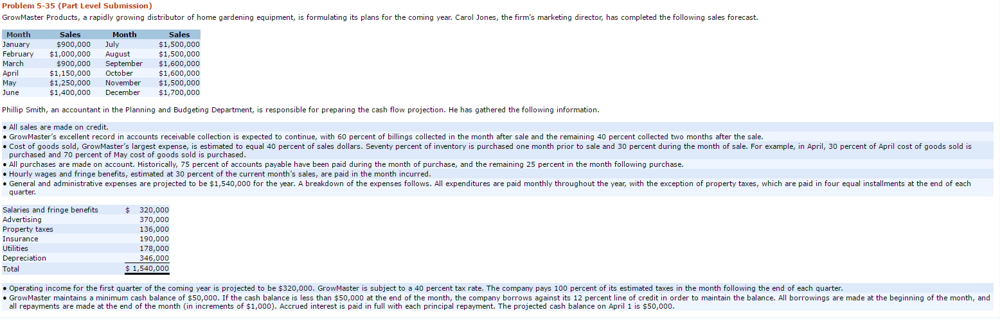 Problem 5-35 (Part Level Submission)
GrowMaster Products, a rapidly growing distributor of home gardening equipment, is formulating its plans for the coming year. Carol Jones, the firm's marketing director, has completed the following sales forecast.
Month Sales Month Sales
January $900,000 July $1,500,000
February $1,000,000 August $1,500,000
March $900,000 September $1,600,000
April $1,150,000 October $1,600,000
May $1,250,000 November $1,500,000
June $1,400,000 December $1,700,000
Phillip Smith, an accountant in the Planning and Budgeting Department, is responsible for preparing the cash flow projection. He has gathered the following information.
• All sales are made on credit.
• GrowMaster's excellent record in accounts receivable collection is expected to continue, with 60 percent of billings collected in the month after sale and the remaining 40 percent collected two months after the sale.
• Cost of goods sold, GrowMaster's largest expense, is estimated to equal 40 percent of sales dollars. Seventy percent of inventory is purchased one month prior to sale and 30 percent during the month of sale. For example, in April, 30 percent of April cost of goods sold is
purchased and 70 percent of May cost of goods sold is purchased.
• All purchases are made on account. Historically, 75 percent of accounts payable have been paid during the month of purchase, and the remaining 25 percent in the month following purchase.
• Hourly wages and fringe benefits, estimated at 30 percent of the current month's sales, are paid in the month incurred.
• General and administrative expenses are projected to be $1,540,000 for the year. A breakdown of the expenses follows. All expenditures are paid monthly throughout the year, with the exception of property taxes, which are paid in four equal installments at the end of each
quarter.
Salaries and fringe benefits $ 320,000
Advertising 370,000
Property taxes 136,000
Insurance 190,000
Utilities 178,000
Depreciation 346,000
Total $ 1,540,000
• Operating income for the first quarter of the coming year is projected to be $320,000. GrowMaster is subject to a 40 percent tax rate. The company pays 100 percent of its estimated taxes in the month following the end of each quarter.
• GrowMaster maintains a minimum cash balance of $50,000. If the cash balance is less than $50,000 at the end of the month, the company borrows against its 12 percent line of credit in order to maintain the balance. All borrowings are made at the beginning of the month, and
all repayments are made at the end of the month (in increments of $1,000). Accrued interest is paid in full with each principal repayment. The projected cash balance on April 1 is $50,000.